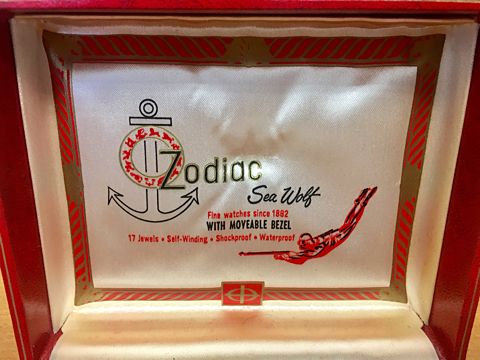 Zodiac
Sea Wolf
Fine watches since 1882
WITH MOVEABLE BEZEL
17 Jewels • Self-Winding • Shockproof • Waterproof